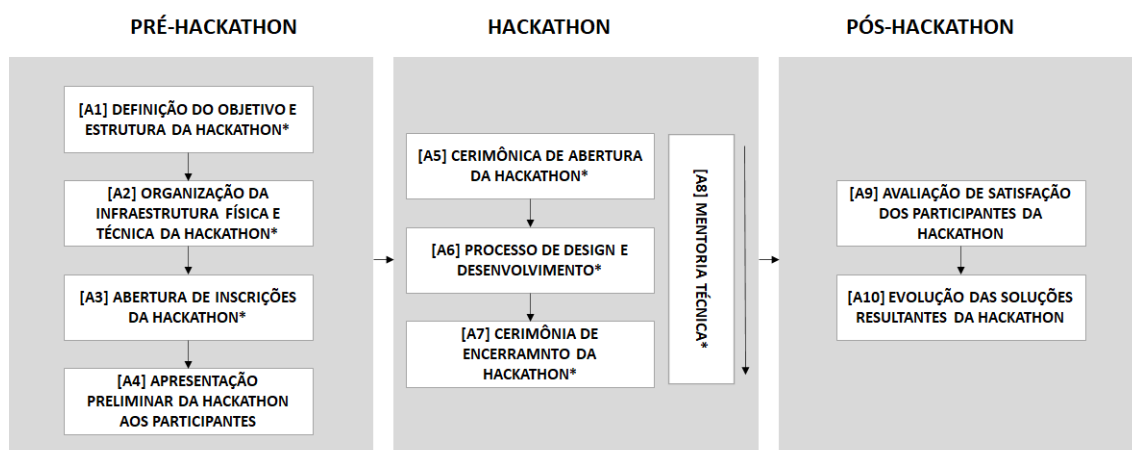 PRÉ-HACKATHON
[A1] DEFINIÇÃO DO OBJETIVO E
ESTRUTURA DA HACKATHON*
[A2] ORGANIZAÇÃO DA
INFRAESTRUTURA FÍSICA E
TÉCNICA DA HACKATHON*
[A3] ABERTURA DE INSCRIÇÕES
DA HACKATHON*
[A4] APRESENTAÇÃO
PRELIMINAR DA HACKATHON
AOS PARTICIPANTES
HACKATHON
[A5] CERIMÔNICA DE ABERTURA
DA HACKATHON*
[A6] PROCESSO DE DESIGN E
DESENVOLVIMENTO*
[A7] CERIMÔNIA DE
ENCERRAMNTO DA
HACKATHON*
[A8] MENTORIA TÉCNICA*
PÓS-HACKATHON
[A9] AVALIAÇÃO DE SATISFAÇÃO
DOS PARTICIPANTES DA
HACKATHON
[A10] EVOLUÇÃO DAS SOLUÇÕES
RESULTANTES DA HACKATHON